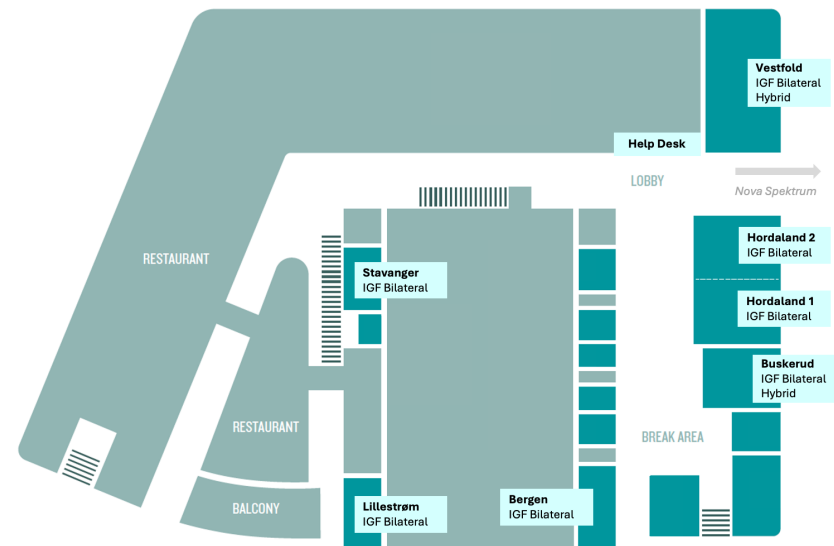 Vestfold
IGF Bilateral
Hybrid
Help Desk
LOBBY
Nova Spektrum
Hordaland 2
IGF Bilateral
RESTAURANT
Stavanger
IGF Bilateral
Hordaland 1
IGF Bilateral
Buskerud
IGF Bilateral
Hybrid
RESTAURANT
BREAK AREA
BALCONY
Lillestrøm
IGF Bilateral
Bergen
IGF Bilateral